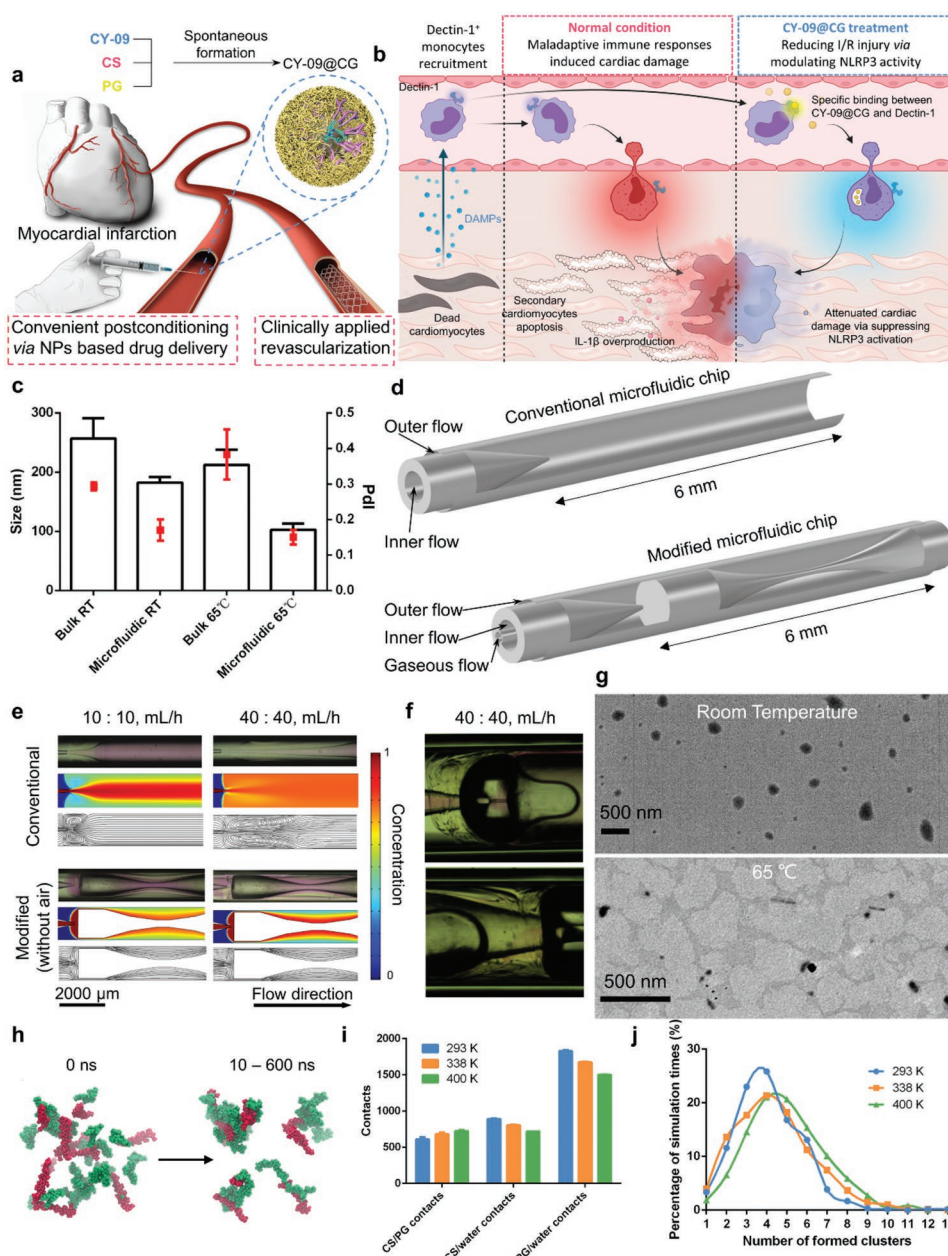 a
CY-09
CS
PG
Spontaneous
formation
CY-09@CG
Myocardial infarction
Convenient postconditioning
via NPs based drug delivery
Clinically applied
revascularization
b
Dectin-1⁺
monocytes
recruitment
Normal condition
Maladaptive immune responses
induced cardiac damage
CY-09@CG treatment
Reducing I/R injury via
modulating NLRP3 activity
Dectin-1
Specific binding between
CY-09@CG and Dectin-1
DAMPs
Dead
cardiomyocytes
Secondary
cardiomyocytes
apoptosis
IL-1β overproduction
Attenuated cardiac
damage via suppressing
NLRP3 activation
c
Size (nm)
300
200
100
0
PdI
0.5
0.4
0.3
0.2
0.1
0.0
Bulk RT
Microfluidic RT
Bulk 65℃
Microfluidic 65℃
d
Conventional microfluidic chip
Outer flow
Inner flow
6 mm
Modified microfluidic chip
Outer flow
Inner flow
Gaseous flow
6 mm
e
10 : 10, mL/h
40 : 40, mL/h
Conventional
Modified
(without air)
1
Concentration
0
2000 µm
Flow direction
f
40 : 40, mL/h
g
Room Temperature
500 nm
65 ℃
500 nm
h
0 ns
10 – 600 ns
i
Contacts
2000
1500
1000
500
0
293 K
338 K
400 K
CS/PG contacts
CS/water contacts
PG/water contacts
j
Percentage of simulation times (%)
30
20
10
0
293 K
338 K
400 K
1 2 3 4 5 6 7 8 9 10 11 12
Number of formed clusters